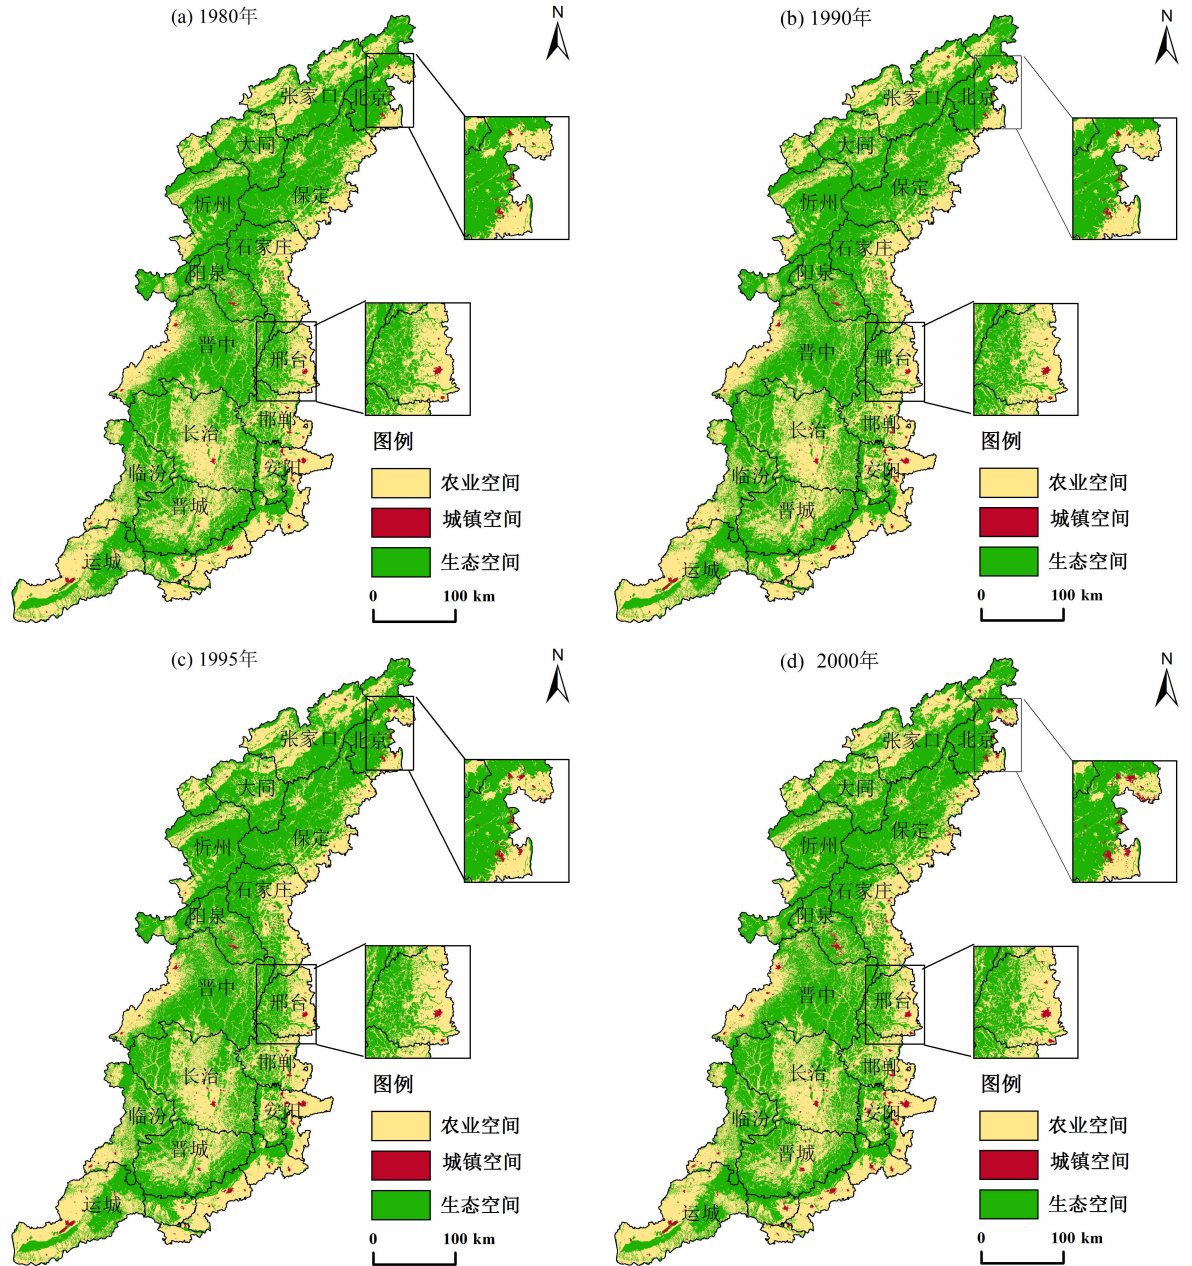 (a) 1980年
N
张家口
北京
大同
保定
忻州
石家庄
阳泉
晋中
邢台
邯郸
长治
安阳
临汾
晋城
运城
图例
农业空间
城镇空间
生态空间
0 100 km
(b) 1990年
N
张家口
北京
大同
保定
忻州
石家庄
阳泉
晋中
邢台
邯郸
长治
安阳
临汾
晋城
运城
图例
农业空间
城镇空间
生态空间
0 100 km
(c) 1995年
N
张家口
北京
大同
保定
忻州
石家庄
阳泉
晋中
邢台
邯郸
长治
安阳
临汾
晋城
运城
图例
农业空间
城镇空间
生态空间
0 100 km
(d) 2000年
N
张家口
北京
大同
保定
忻州
石家庄
阳泉
晋中
邢台
邯郸
长治
安阳
临汾
晋城
运城
图例
农业空间
城镇空间
生态空间
0 100 km